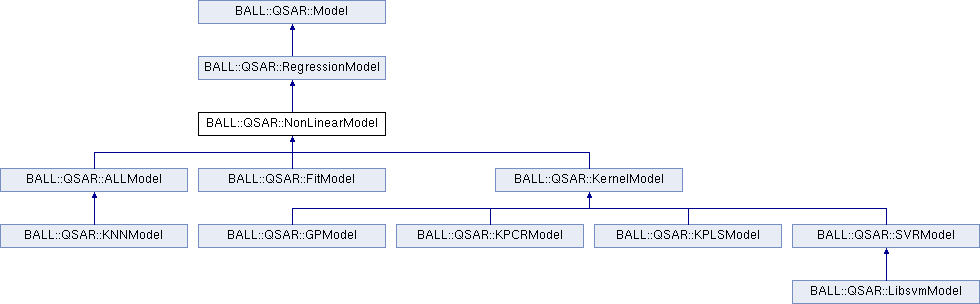 BALL::QSAR::Model
BALL::QSAR::RegressionModel
BALL::QSAR::NonLinearModel
BALL::QSAR::ALLModel
BALL::QSAR::FitModel
BALL::QSAR::KernelModel
BALL::QSAR::KNNModel
BALL::QSAR::GPModel
BALL::QSAR::KPCRModel
BALL::QSAR::KPLSModel
BALL::QSAR::SVRModel
BALL::QSAR::LibsvmModel